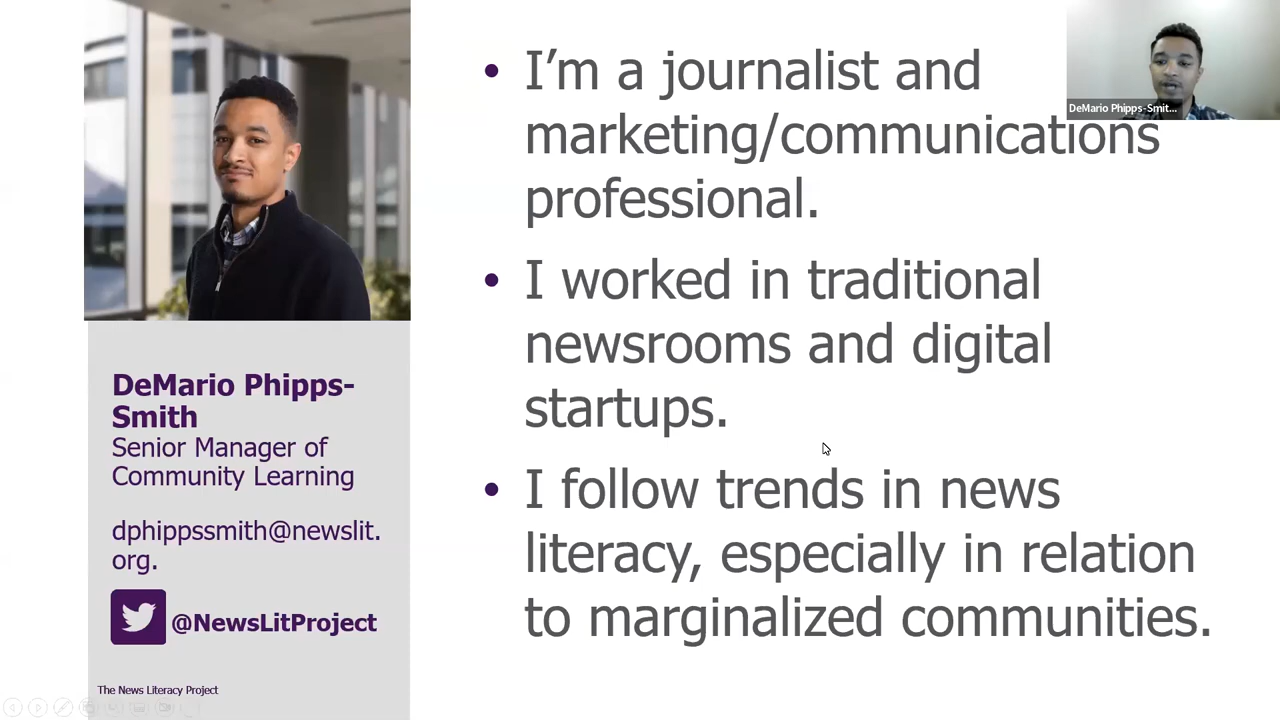 DeMario Phipps-
Smith
Senior Manager of
Community Learning
dphippssmith@newslit.
org.
@NewsLitProject
The News Literacy Project
• I’m a journalist and
marketing/communications
professional.
• I worked in traditional
newsrooms and digital
startups.
• I follow trends in news
literacy, especially in relation
to marginalized communities.
DeMario Phipps-Smit...